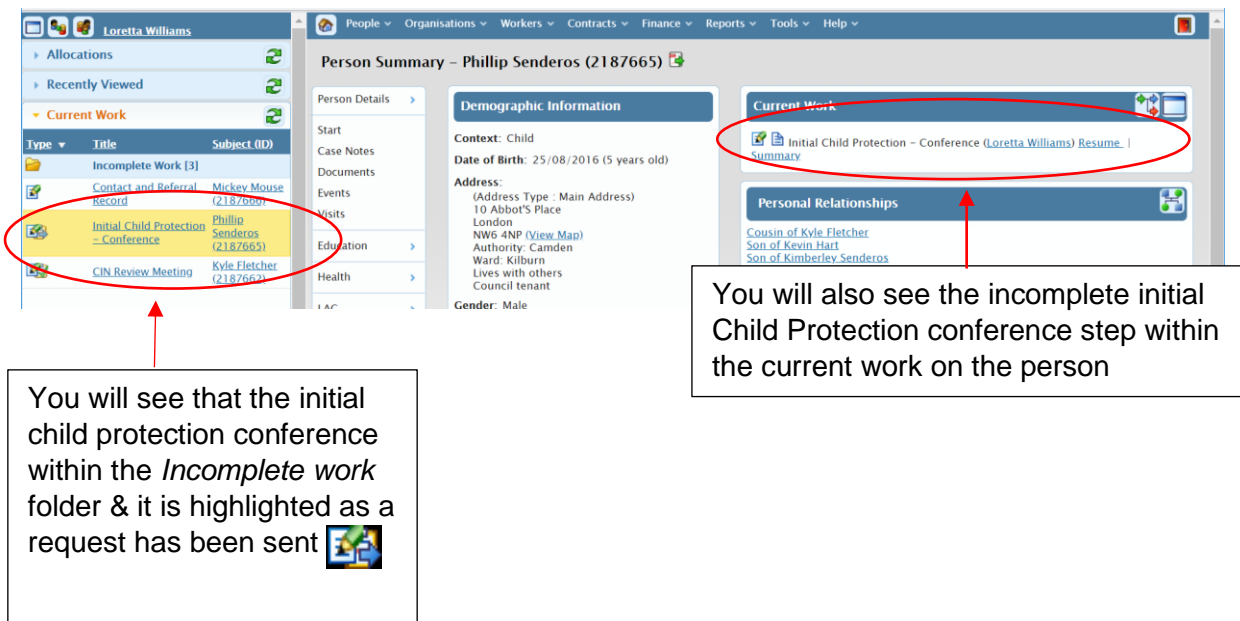 Loretta Williams
People Organisations Workers Contracts Finance Reports Tools Help
Allocations
Recently Viewed
Current Work
Type Title Subject (ID)
Incomplete Work [3]
Contact and Referral Record
Mickey Mouse
(2187666)
Initial Child Protection
– Conference
Phillip
Senderos
(2187665)
CIN Review Meeting
Kyle Fletcher
(2187662)
Person Summary – Phillip Senderos (2187665)
Person Details
Start
Case Notes
Documents
Events
Visits
Education
Health
LAC
Demographic Information
Context: Child
Date of Birth: 25/08/2016 (5 years old)
Address:
(Address Type : Main Address)
10 Abbot'S Place
London
NW6 4NP (View Map)
Authority: Camden
Ward: Kilburn
Lives with others
Council tenant
Gender: Male
Current Work
Initial Child Protection – Conference (Loretta Williams) Resume |
Summary
Personal Relationships
Cousin of Kyle Fletcher
Son of Kevin Hart
Son of Kimberley Senderos
You will also see the incomplete initial
Child Protection conference step within
the current work on the person
You will see that the initial
child protection conference
within the Incomplete work
folder & it is highlighted as a
request has been sent